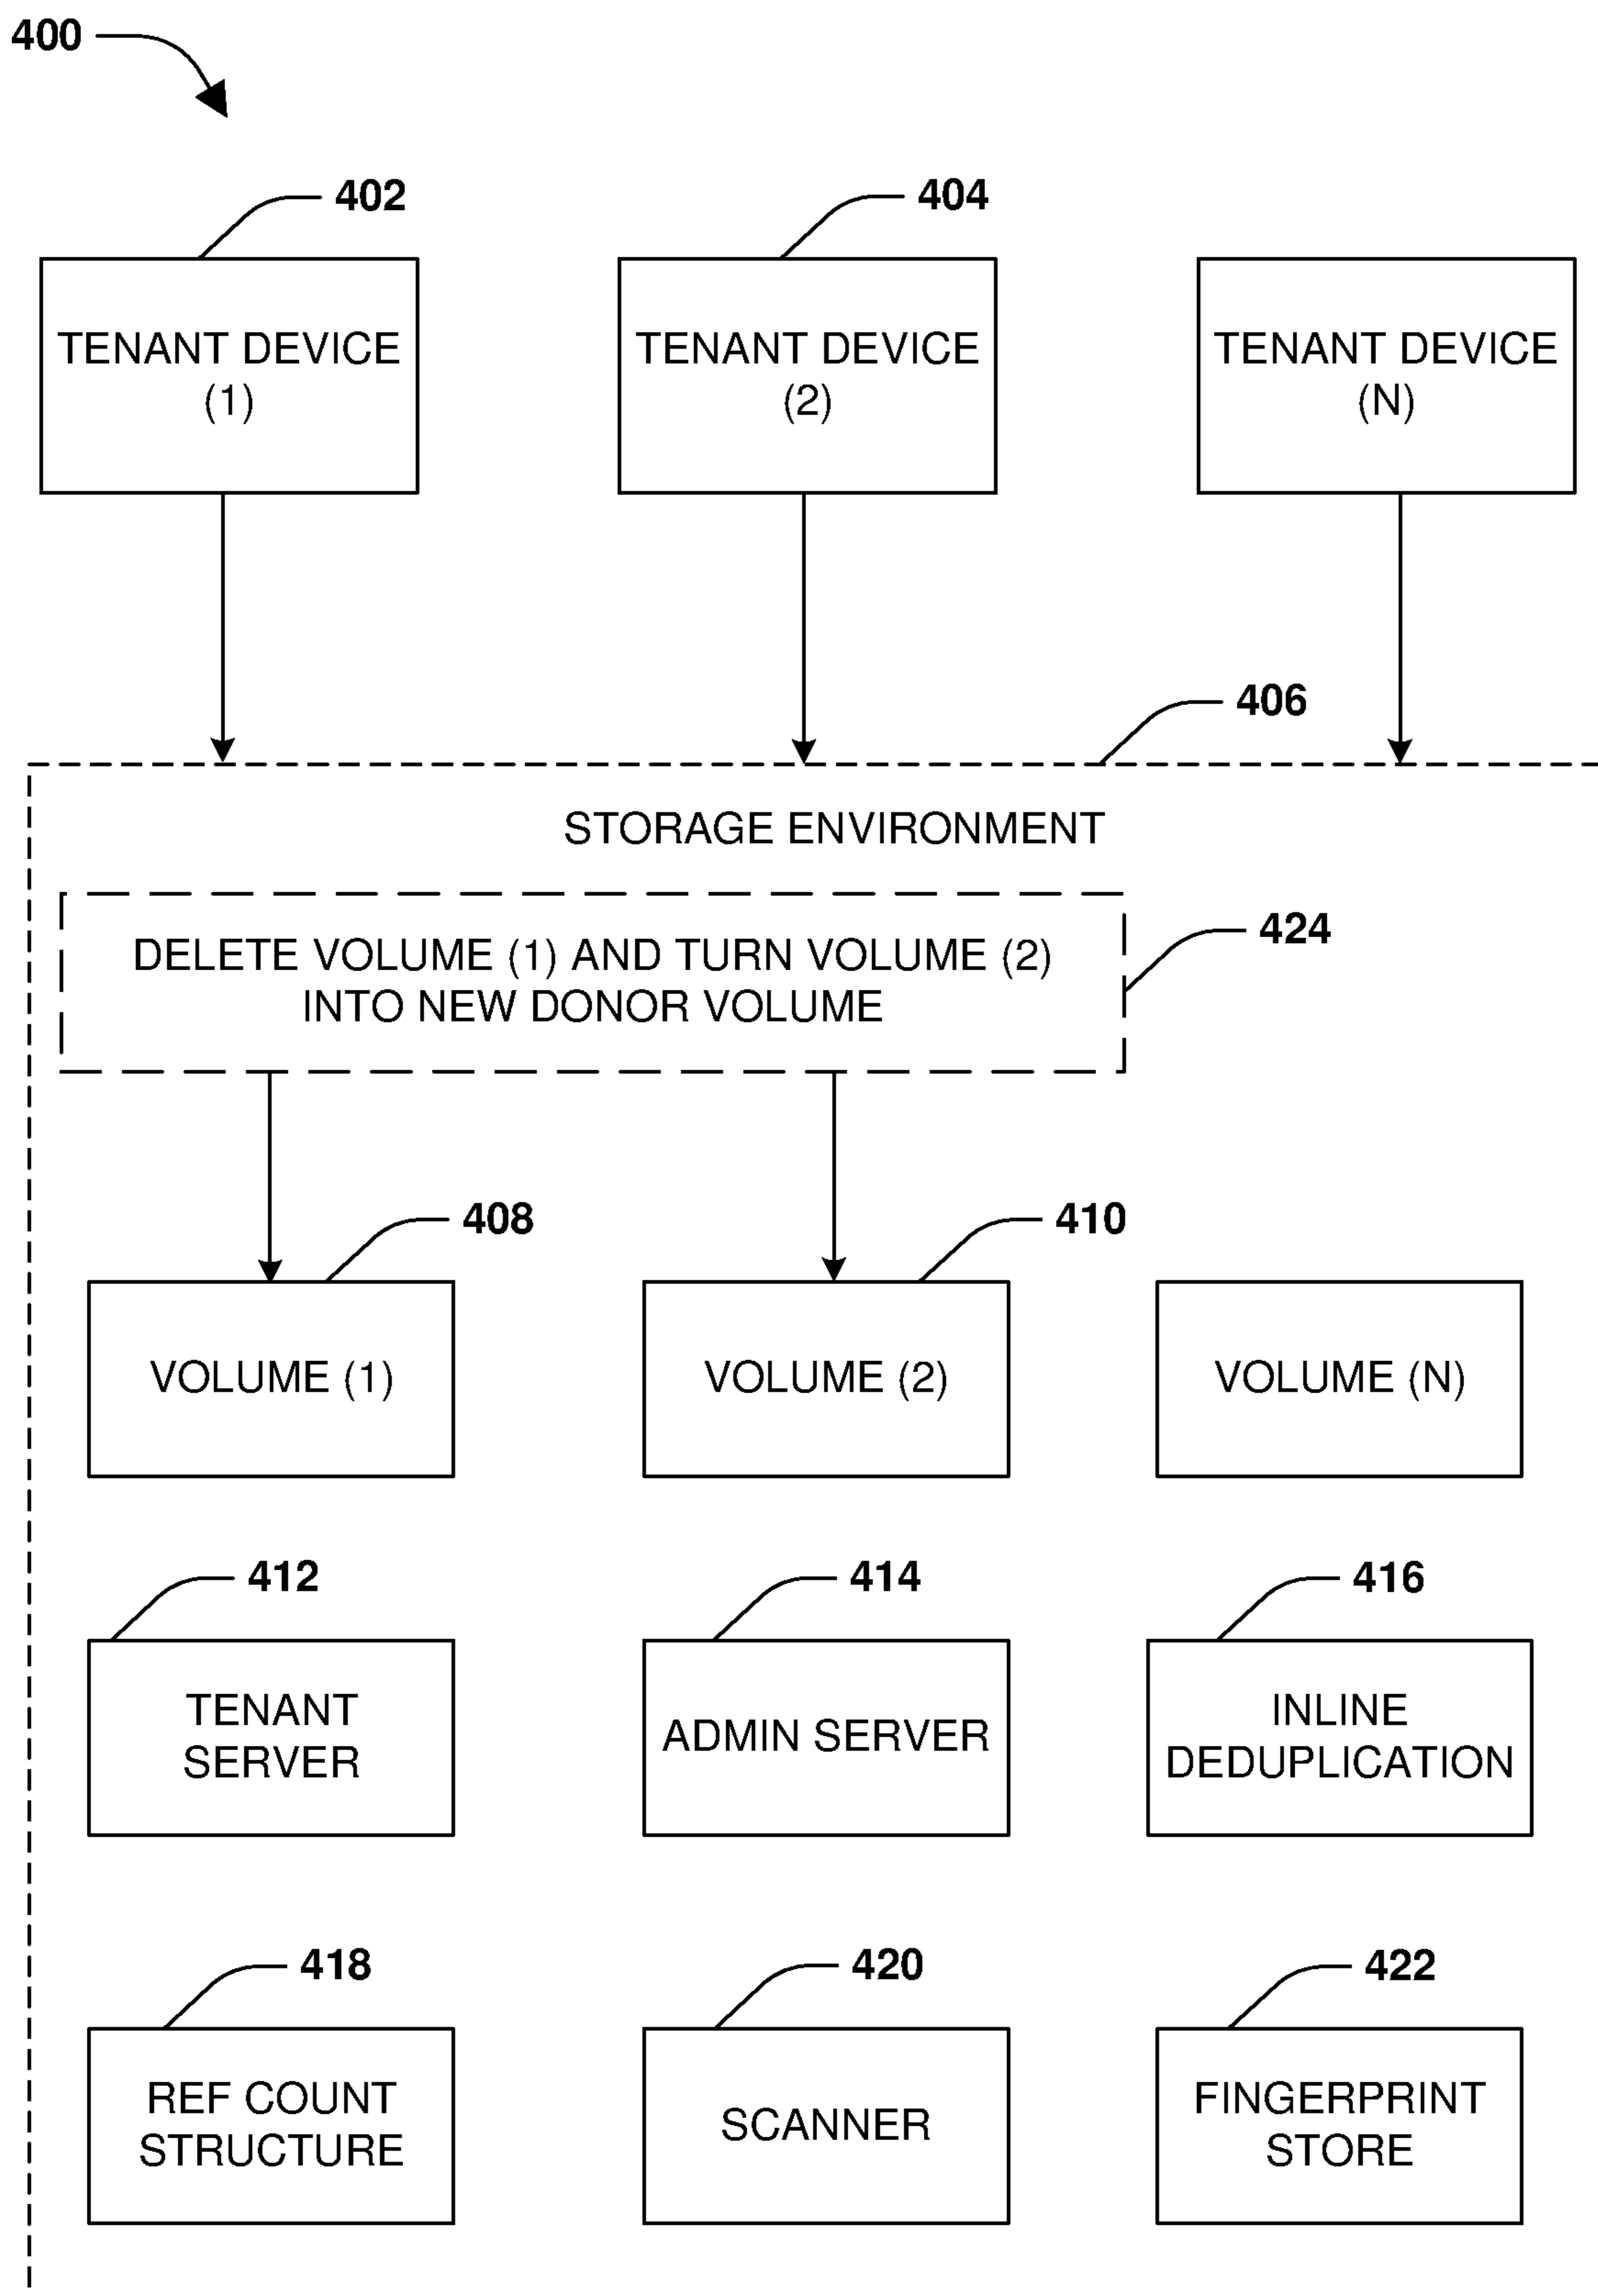 400
402
404
TENANT DEVICE
(1)
TENANT DEVICE
(2)
TENANT DEVICE
(N)
406
STORAGE ENVIRONMENT
DELETE VOLUME (1) AND TURN VOLUME (2)
INTO NEW DONOR VOLUME
424
408
410
VOLUME (1)
VOLUME (2)
VOLUME (N)
412
414
416
TENANT
SERVER
ADMIN SERVER
INLINE
DEDUPLICATION
418
420
422
REF COUNT
STRUCTURE
SCANNER
FINGERPRINT
STORE